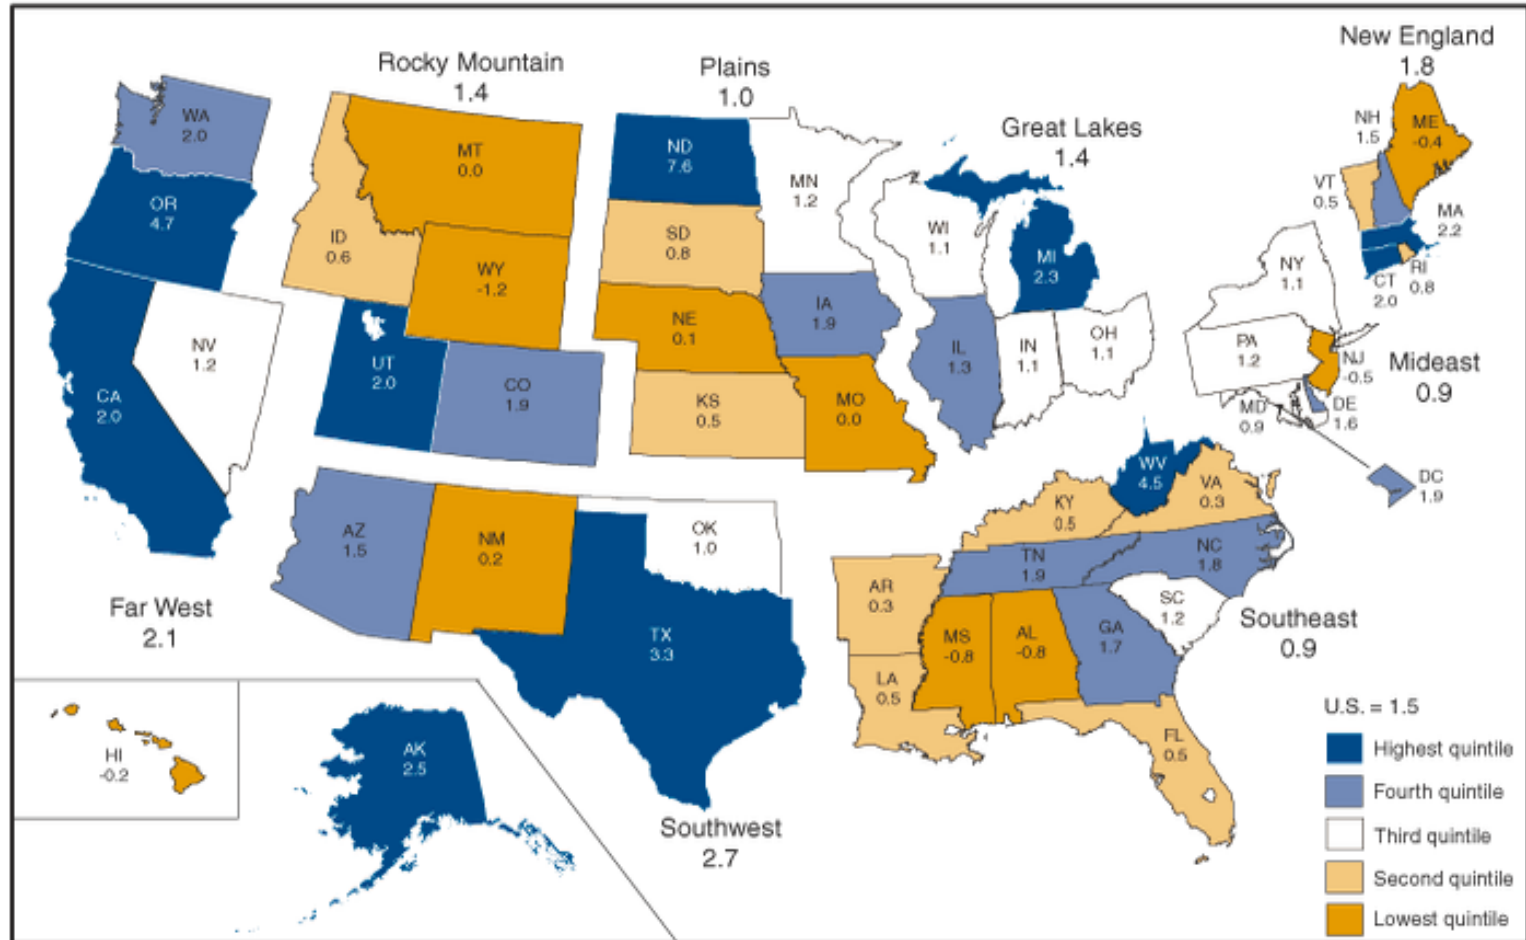 New England
1.8
Rocky Mountain
1.4
Plains
1.0
Great Lakes
1.4
WA
2.0
OR
4.7
MT
0.0
ID
0.6
WY
-1.2
ND
7.6
SD
0.8
MN
1.2
WI
1.1
MI
2.3
NH
1.5
ME
-0.4
VT
0.5
MA
2.2
RI
0.8
CT
2.0
NY
1.1
NV
1.2
CA
2.0
UT
2.0
CO
1.9
NE
0.1
KS
0.5
IA
1.9
MO
0.0
IL
1.3
IN
1.1
OH
1.1
PA
1.2
NJ
-0.5
Mideast
0.9
MD
0.9
DE
1.6
DC
1.9
WV
4.5
VA
0.3
KY
0.5
AZ
1.5
NM
0.2
OK
1.0
TX
3.3
AR
0.3
TN
1.9
NC
1.8
SC
1.2
MS
-0.8
AL
-0.8
GA
1.7
LA
0.5
FL
0.5
Southeast
0.9
Far West
2.1
Southwest
2.7
HI
-0.2
AK
2.5
U.S. = 1.5
Highest quintile
Fourth quintile
Third quintile
Second quintile
Lowest quintile